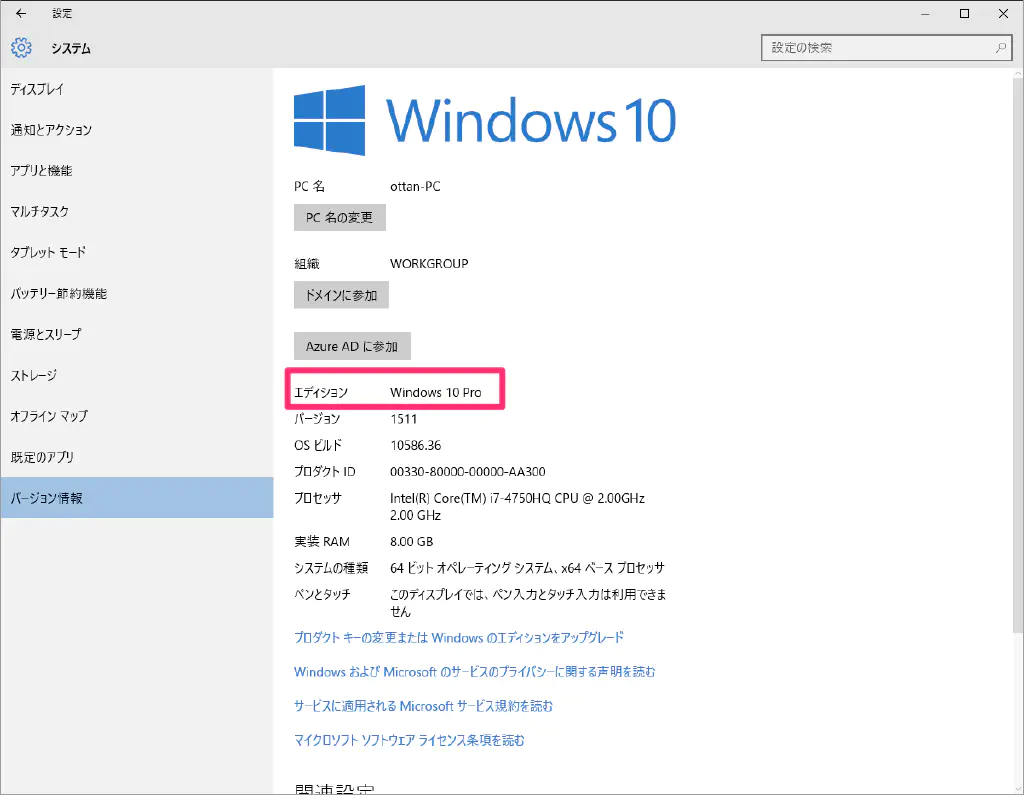 設定
システム
設定の検索
ディスプレイ
通知とアクション
アプリと機能
マルチタスク
タブレット モード
バッテリー節約機能
電源とスリープ
ストレージ
オフライン マップ
既定のアプリ
バージョン情報
Windows 10
PC 名 ottan-PC
PC 名の変更
組織 WORKGROUP
ドメインに参加
Azure AD に参加
エディション Windows 10 Pro
バージョン 1511
OS ビルド 10586.36
プロダクト ID 00330-80000-00000-AA300
プロセッサ Intel(R) Core(TM) i7-4750HQ CPU @ 2.00GHz
2.00 GHz
実装 RAM 8.00 GB
システムの種類 64 ビット オペレーティング システム、x64 ベース プロセッサ
ペンとタッチ このディスプレイでは、ペン入力とタッチ入力は利用できま
せん
プロダクト キーの変更または Windows のエディションをアップグレード
Windows および Microsoft のサービスのプライバシーに関する声明を読む
サービスに適用される Microsoft サービス規約を読む
マイクロソフト ソフトウェア ライセンス条項を読む
関連設定